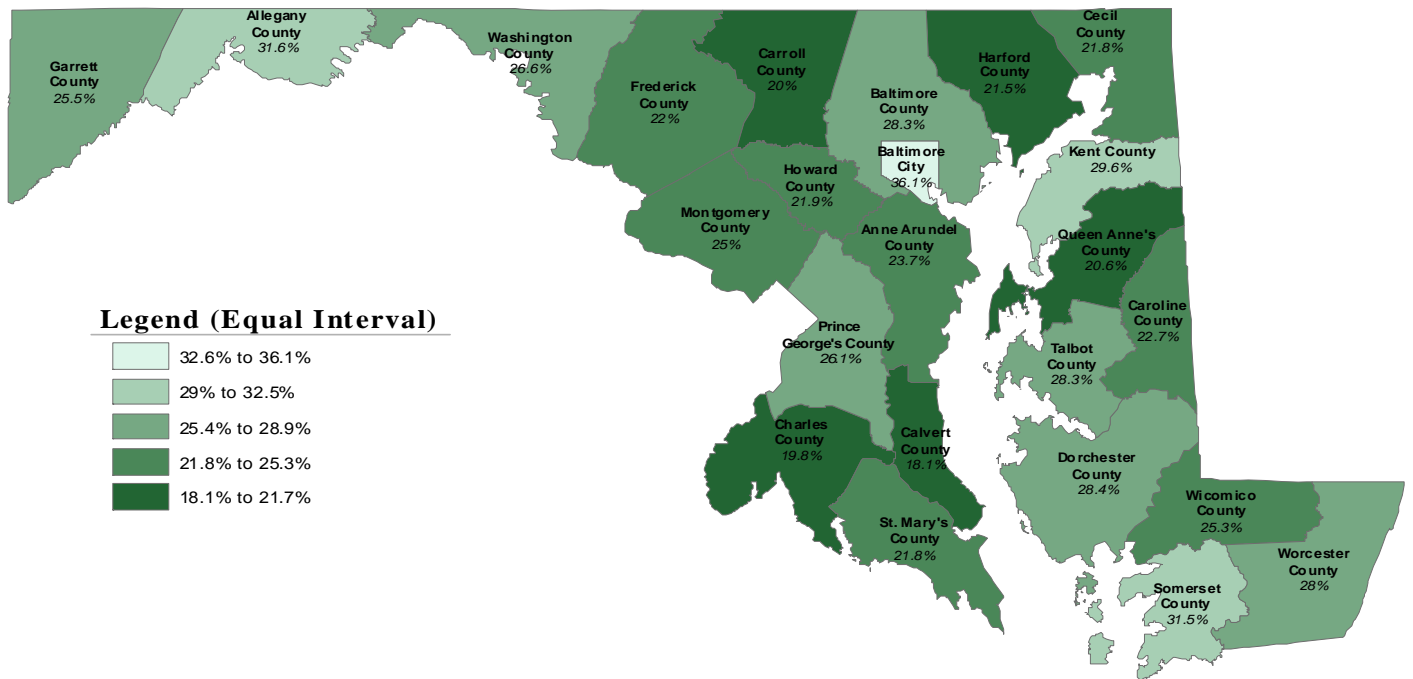 Allegany
County
31.6%
Garrett
County
25.5%
Washington
County
26.6%
Frederick
County
22%
Carroll
County
20%
Baltimore
County
28.3%
Baltimore
City
36.1%
Harford
County
21.5%
Cecil
County
21.8%
Kent County
29.6%
Howard
County
21.9%
Montgomery
County
25%
Anne Arundel
County
23.7%
Queen Anne's
County
20.6%
Caroline
County
22.7%
Talbot
County
28.3%
Prince
George's County
26.1%
Charles
County
19.8%
Calvert
County
18.1%
St. Mary's
County
21.8%
Dorchester
County
28.4%
Wicomico
County
25.3%
Worcester
County
28%
Somerset
County
31.5%
Legend (Equal Interval)
32.6% to 36.1%
29% to 32.5%
25.4% to 28.9%
21.8% to 25.3%
18.1% to 21.7%